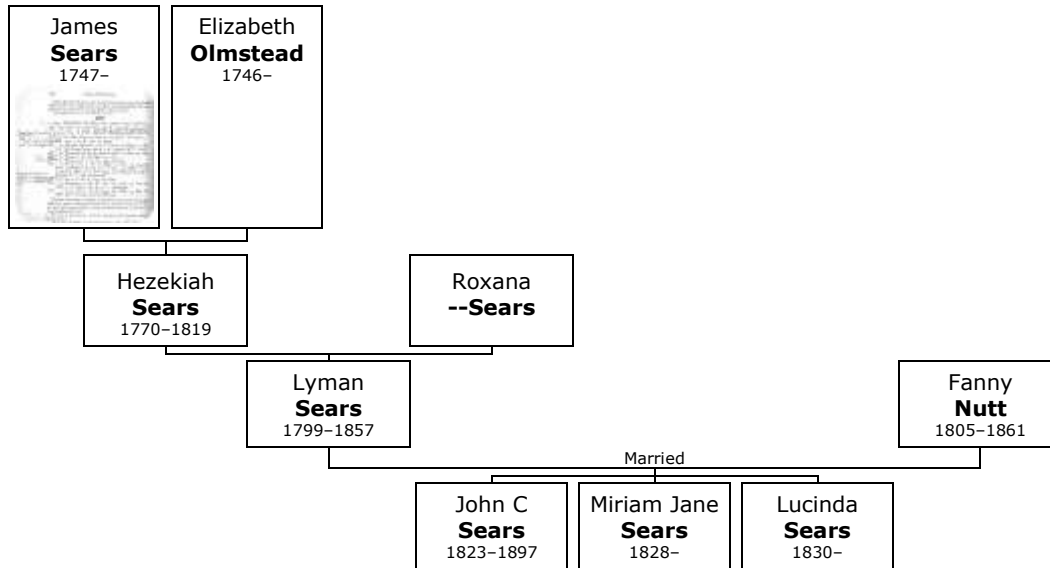 James
Sears
1747–
Elizabeth
Olmstead
1746–
Hezekiah
Sears
1770–1819
Roxana
--Sears
Lyman
Sears
1799–1857
Fanny
Nutt
1805–1861
Married
John C
Sears
1823–1897
Miriam Jane
Sears
1828–
Lucinda
Sears
1830–